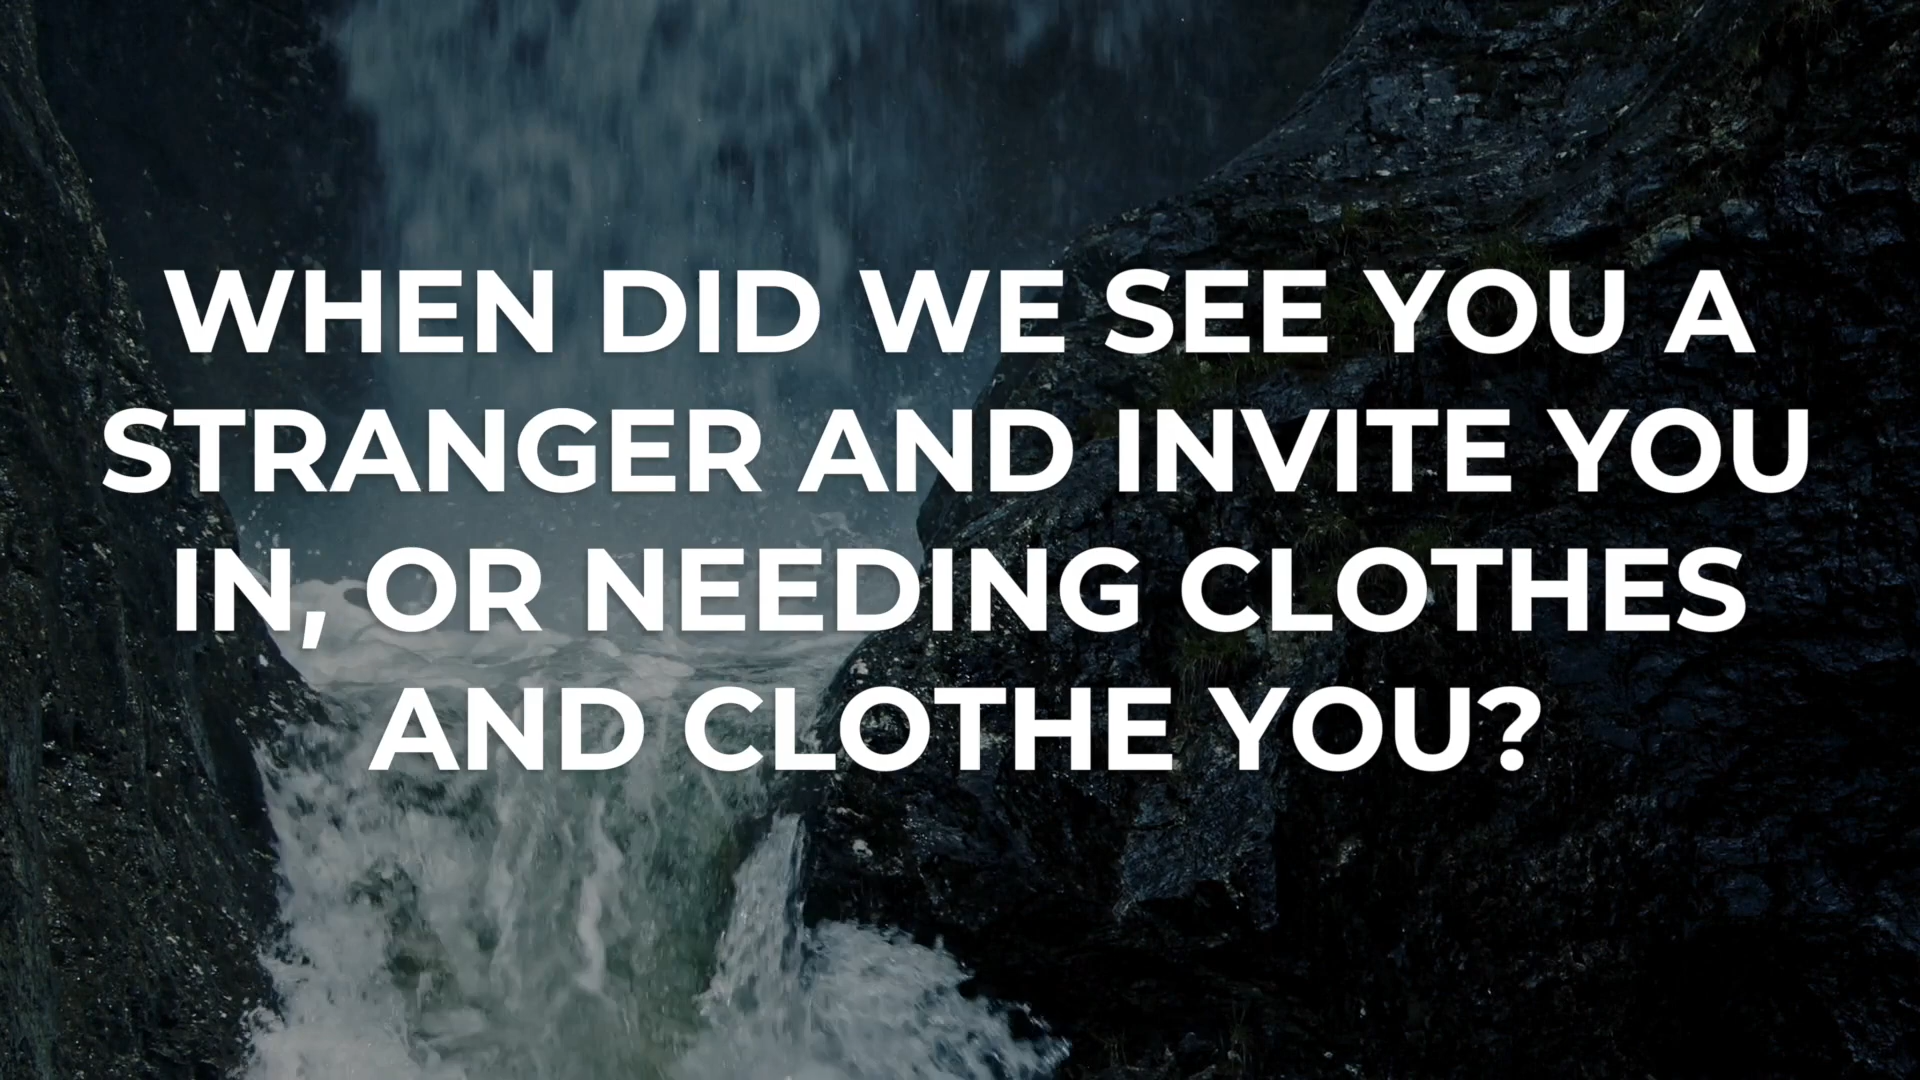 WHEN DID WE SEE YOU A
STRANGER AND INVITE YOU
IN, OR NEEDING CLOTHES
AND CLOTHE YOU?